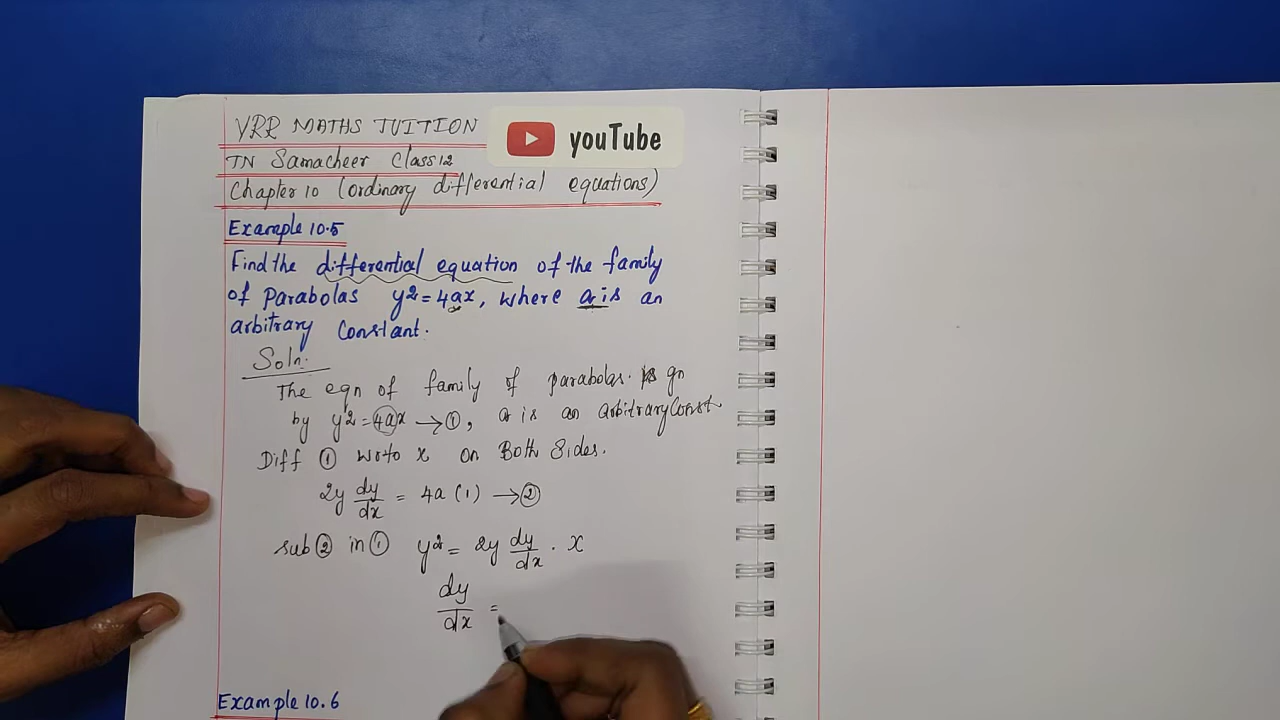 VRR MATHS TUITION
youTube
TN Samacheer Class 12
Chapter 10 (ordinary differential equations)
Example 10.5
Find the differential equation of the family
of Parabolas y² = 4ax, where a is an
arbitrary Constant.
Soln.
The eqn of family of parabolas. is gn
by y² = 4ax → ①, a is an arbitrary Const
Diff ① w.r.to x on Both Sides.
2y dy/dx = 4a (1) → ②
sub ② in ① y² = 2y dy/dx . x
dy/dx =
Example 10.6